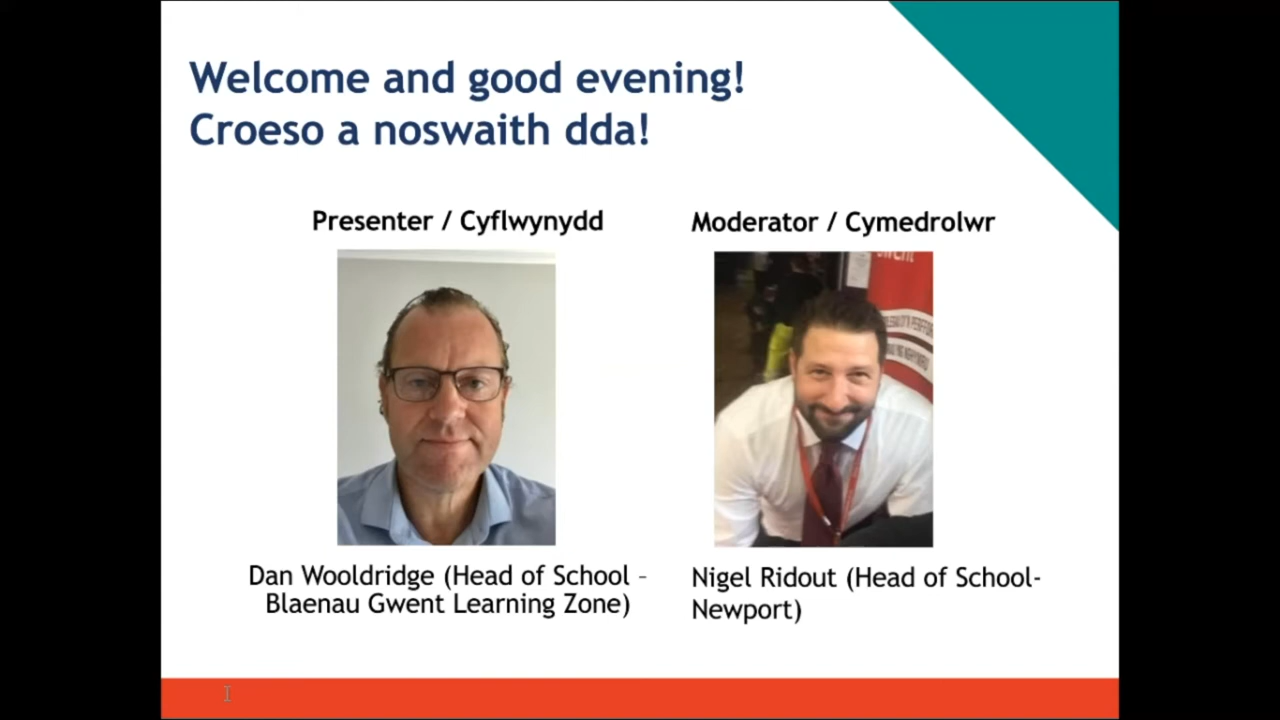 Welcome and good evening!
Croeso a noswaith dda!
Presenter / Cyflwynydd
Moderator / Cymedrolwr
Dan Wooldridge (Head of School –
Blaenau Gwent Learning Zone)
Nigel Ridout (Head of School-
Newport)